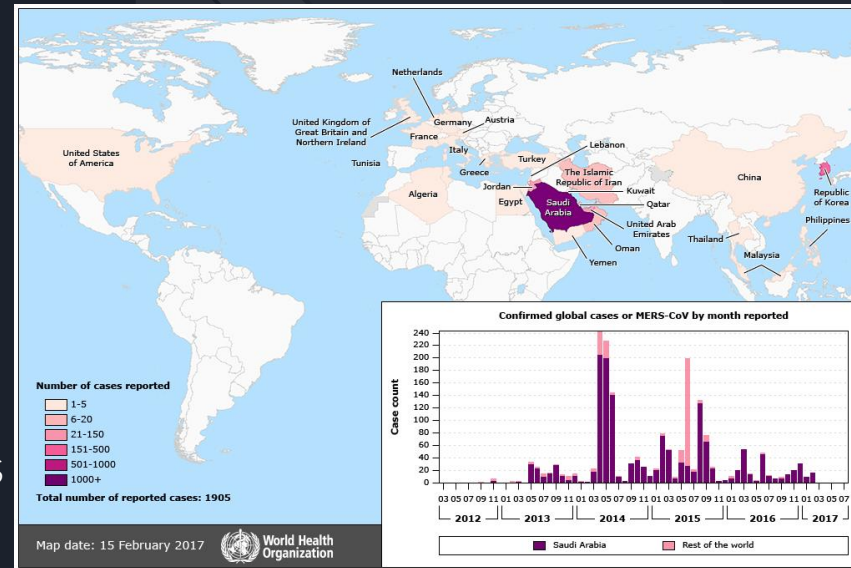 Netherlands
United Kingdom of
Great Britain and
Northern Ireland
Germany
Austria
France
Italy
Lebanon
United States
of America
Tunisia
Turkey
Greece
The Islamic
Republic of Iran
China
Jordan
Kuwait
Algeria
Egypt
Saudi
Arabia
Qatar
Republic
of Korea
United Arab
Emirates
Philippines
Oman
Thailand
Yemen
Malaysia
Number of cases reported
1-5
6-20
21-150
151-500
501-1000
1000+
Total number of reported cases: 1905
Confirmed global cases or MERS-CoV by month reported
Case count
240
220
200
180
160
140
120
100
80
60
40
20
0
03 05 07 09 11 01 03 05 07 09 11 01 03 05 07 09 11 01 03 05 07 09 11 01 03 05 07 09 11 01 03 05 07
2012 2013 2014 2015 2016 2017
Saudi Arabia Rest of the world
Map date: 15 February 2017
World Health
Organization